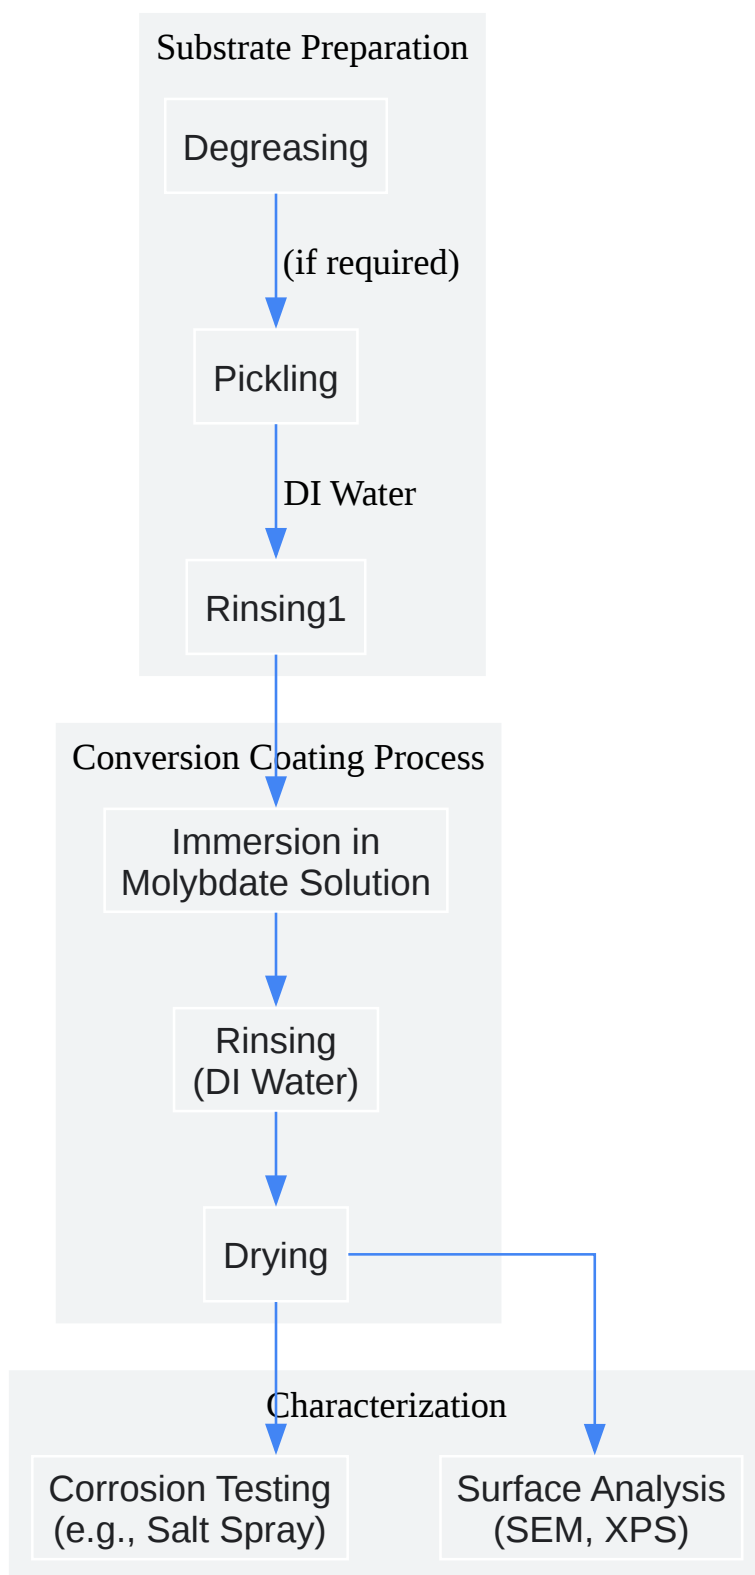 Substrate Preparation
Degreasing
(if required)
Pickling
DI Water
Rinsing1
Conversion Coating Process
Immersion in
Molybdate Solution
Rinsing
(DI Water)
Drying
Characterization
Corrosion Testing
(e.g., Salt Spray)
Surface Analysis
(SEM, XPS)